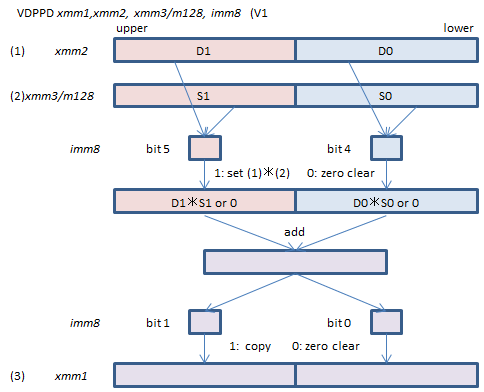 VDPPD xmm1,xmm2, xmm3/m128, imm8 (V1
upper lower
(1) xmm2 D1 D0
(2)xmm3/m128 S1 S0
imm8 bit 5 bit 4
1: set (1)＊(2) 0: zero clear
D1＊S1 or 0 D0＊S0 or 0
add
imm8 bit 1 bit 0
1: copy 0: zero clear
(3) xmm1